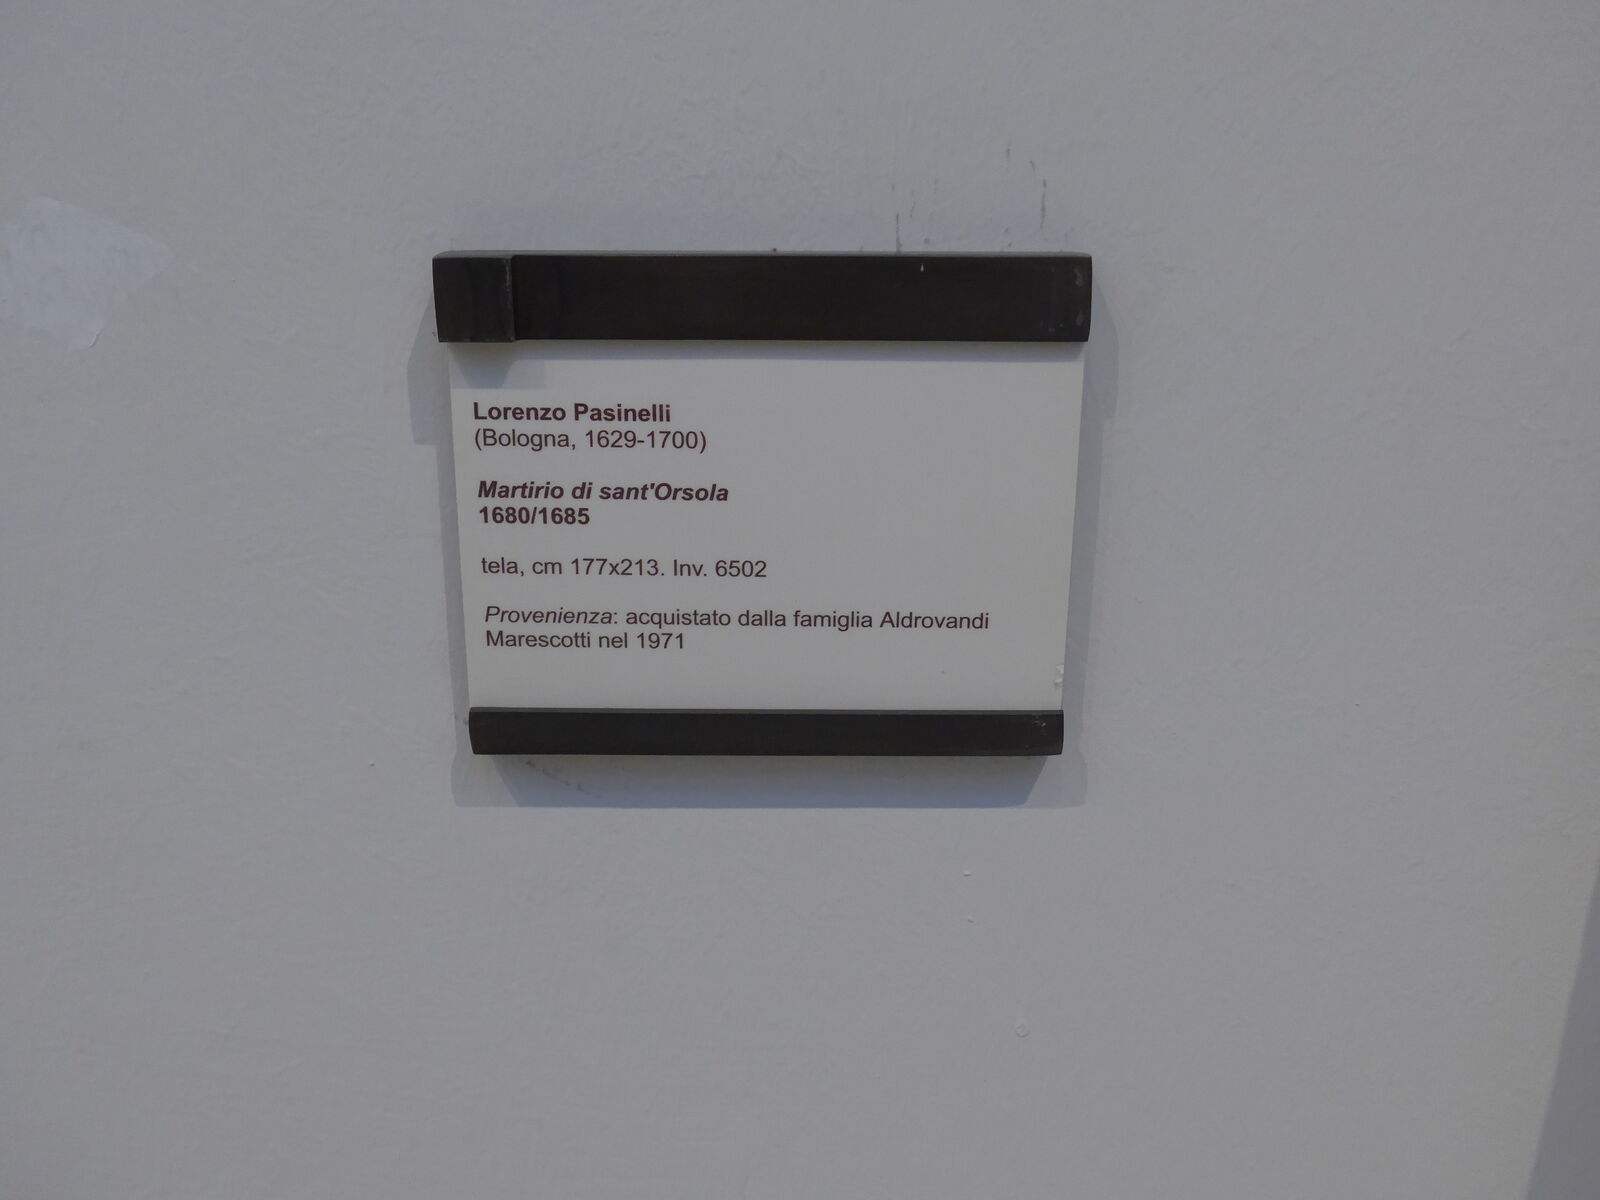 Lorenzo Pasinelli
(Bologna, 1629-1700)
Martirio di sant'Orsola
1680/1685
tela, cm 177x213. Inv. 6502
Provenienza: acquistato dalla famiglia Aldrovandi
Marescotti nel 1971